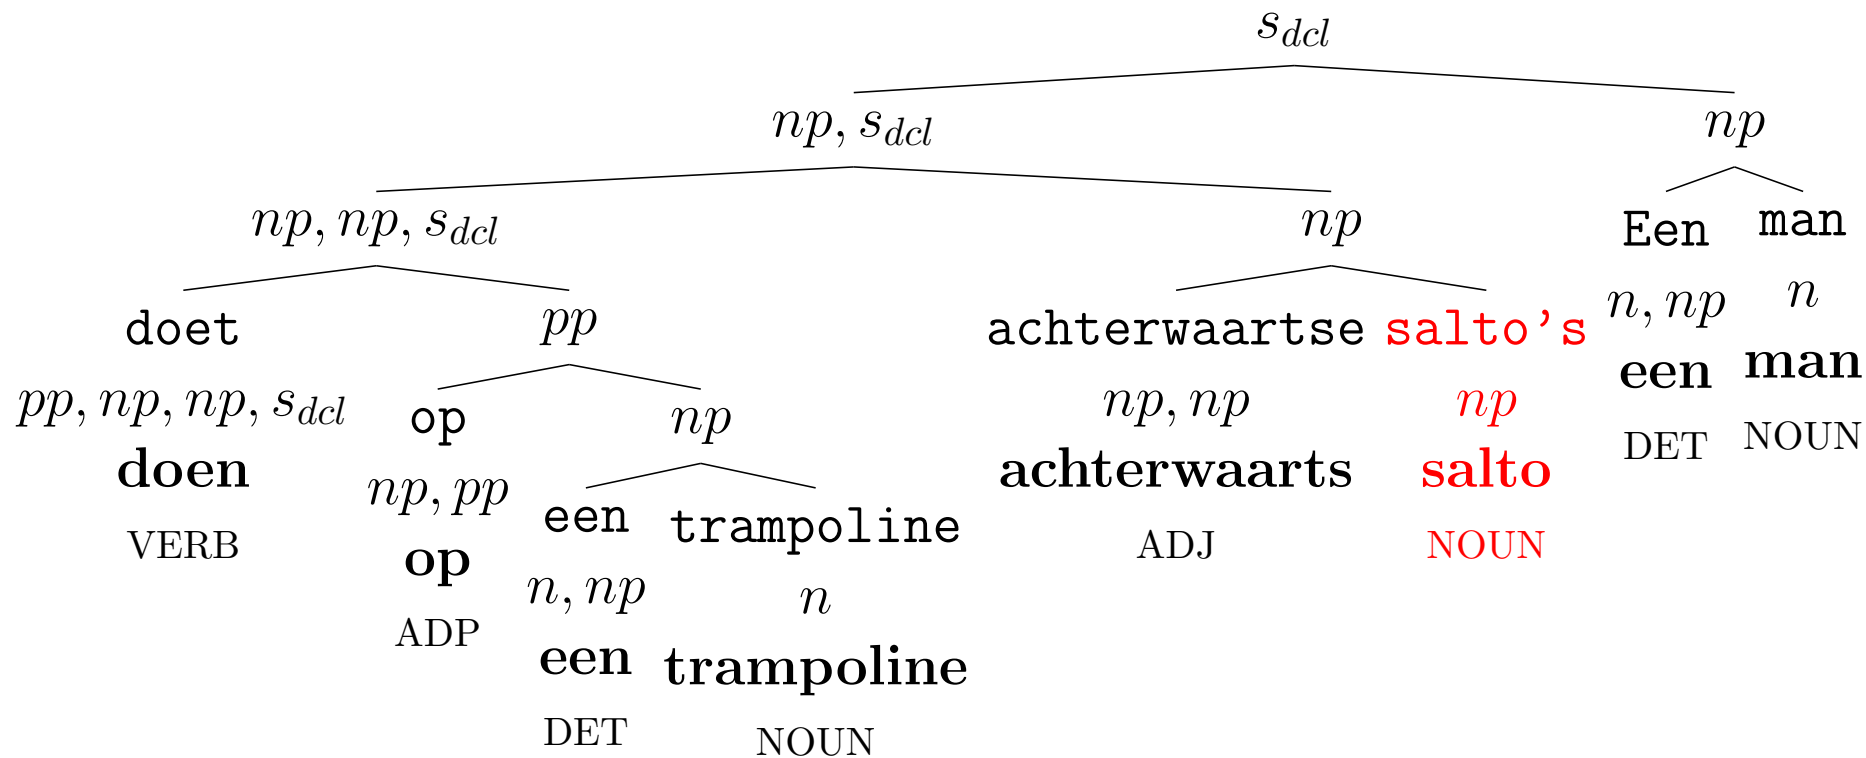 s_dcl
np, s_dcl
np
np, np, s_dcl
np
Een
n, np
een
DET
man
n
man
NOUN
doet
pp, np, np, s_dcl
doen
VERB
pp
achterwaartse
np, np
achterwaarts
ADJ
salto's
np
salto
NOUN
op
np, pp
op
ADP
np
een
n, np
een
DET
trampoline
n
trampoline
NOUN